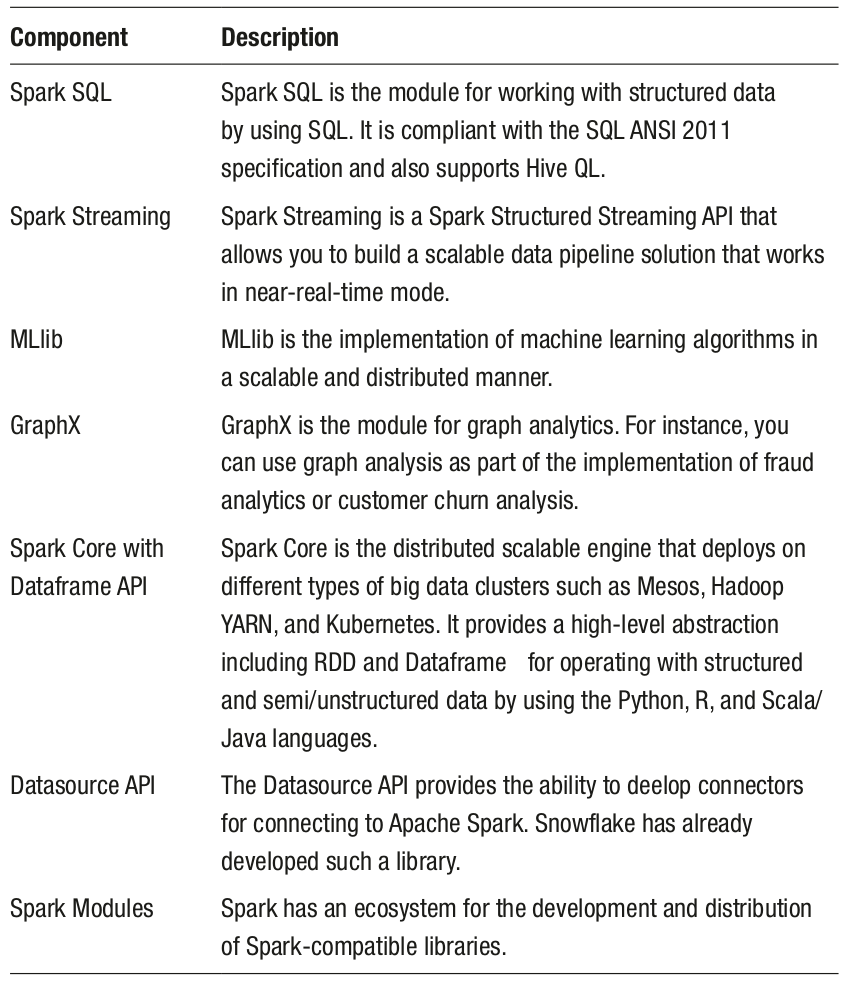 Component Description
Spark SQL Spark SQL is the module for working with structured data
by using SQL. It is compliant with the SQL ANSI 2011
specification and also supports Hive QL.
Spark Streaming Spark Streaming is a Spark Structured Streaming API that
allows you to build a scalable data pipeline solution that works
in near-real-time mode.
MLlib MLlib is the implementation of machine learning algorithms in
a scalable and distributed manner.
GraphX GraphX is the module for graph analytics. For instance, you
can use graph analysis as part of the implementation of fraud
analytics or customer churn analysis.
Spark Core with Spark Core is the distributed scalable engine that deploys on
Dataframe API different types of big data clusters such as Mesos, Hadoop
YARN, and Kubernetes. It provides a high-level abstraction
including RDD and Dataframe for operating with structured
and semi/unstructured data by using the Python, R, and Scala/
Java languages.
Datasource API The Datasource API provides the ability to deelop connectors
for connecting to Apache Spark. Snowflake has already
developed such a library.
Spark Modules Spark has an ecosystem for the development and distribution
of Spark-compatible libraries.